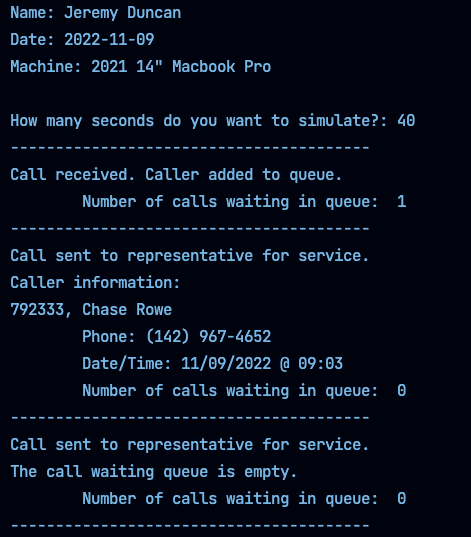 Name: Jeremy Duncan
Date: 2022-11-09
Machine: 2021 14" Macbook Pro
How many seconds do you want to simulate?: 40
----------------------------------------
Call received. Caller added to queue.
Number of calls waiting in queue:  1
----------------------------------------
Call sent to representative for service.
Caller information:
792333, Chase Rowe
Phone: (142) 967-4652
Date/Time: 11/09/2022 @ 09:03
Number of calls waiting in queue:  0
----------------------------------------
Call sent to representative for service.
The call waiting queue is empty.
Number of calls waiting in queue:  0
----------------------------------------